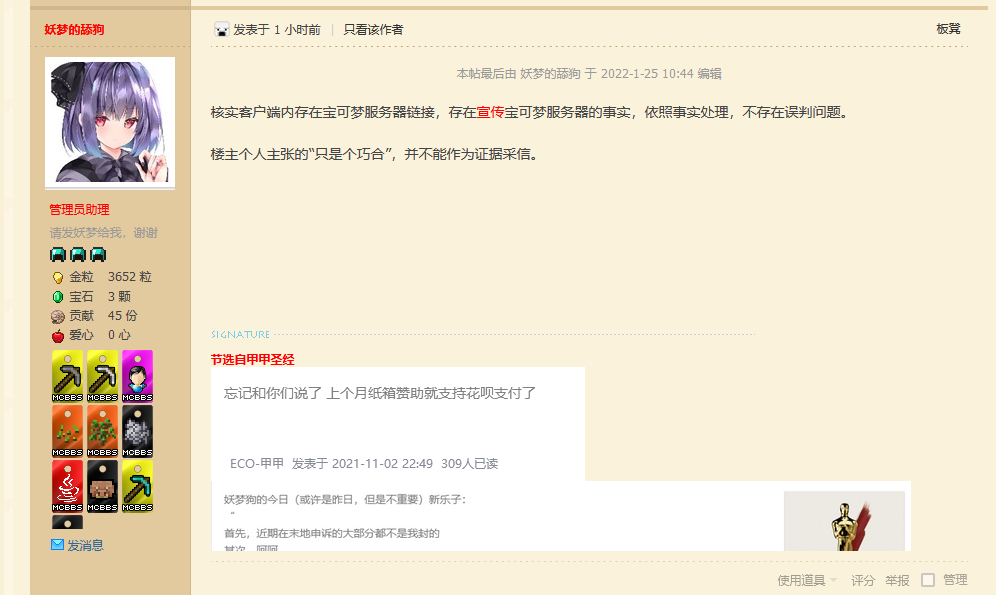 妖梦的舔狗
发表于 1 小时前 | 只看该作者
板凳
本帖最后由 妖梦的舔狗 于 2022-1-25 10:44 编辑
核实客户端内存在宝可梦服务器链接，存在宣传宝可梦服务器的事实，依照事实处理，不存在误判问题。
楼主个人主张的“只是个巧合”，并不能作为证据采信。
管理员助理
请发妖梦给我，谢谢
金粒 3652 粒
宝石 3 颗
贡献 45 份
爱心 0 心
MCBBS MCBBS MCBBS
MCBBS MCBBS MCBBS
MCBBS MCBBS MCBBS
发消息
SIGNATURE
节选自甲甲圣经
忘记和你们说了 上个月纸箱赞助就支持花呗支付了
ECO-甲甲 发表于 2021-11-02 22:49 309人已读
妖梦狗的今日（或许是昨日，但是不重要）新乐子：
“
首先，近期在末地申诉的大部分都不是我封的
其次，呵呵
使用道具 评分 举报 管理